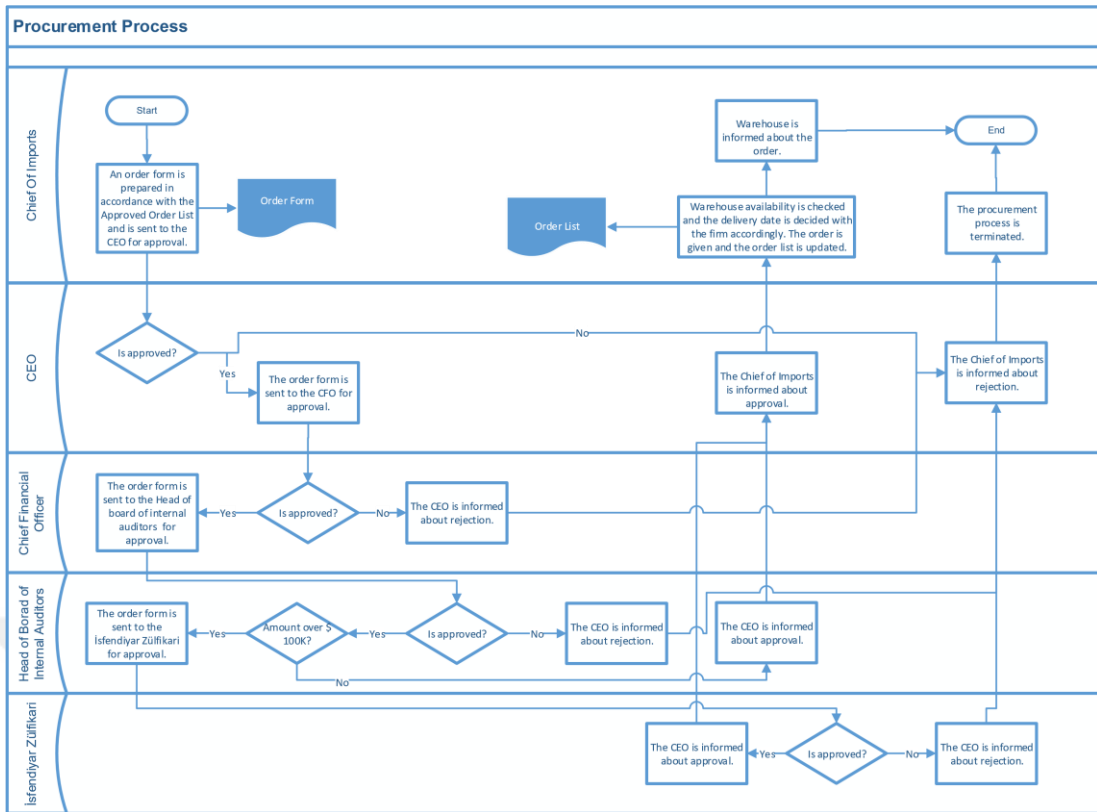 Procurement Process
Chief Of Imports
Start
An order form is
prepared in
accordance with the
Approved Order List
and is sent to the
CEO for approval.
Order Form
Order List
Warehouse is
informed about the
order.
Warehouse availability is checked
and the delivery date is decided with
the firm accordingly. The order is
given and the order list is updated.
End
The procurement
process is
terminated.
CEO
Is approved?
No
Yes
The order form is
sent to the CFO for
approval.
The Chief of Imports
is informed about
approval.
The Chief of Imports
is informed about
rejection.
Chief Financial
Officer
The order form is
sent to the Head of
board of internal
auditors for
approval.
Yes
Is approved?
No
The CEO is informed
about rejection.
Head of Borad of
Internal Auditors
The order form is
sent to the
İsfendiyar Zülfikari
for approval.
Yes
Amount over $
100K?
Yes
Is approved?
No
The CEO is informed
about rejection.
The CEO is informed
about approval.
No
İsfendiyar Zülfikari
The CEO is informed
about approval.
Yes
Is approved?
No
The CEO is informed
about rejection.